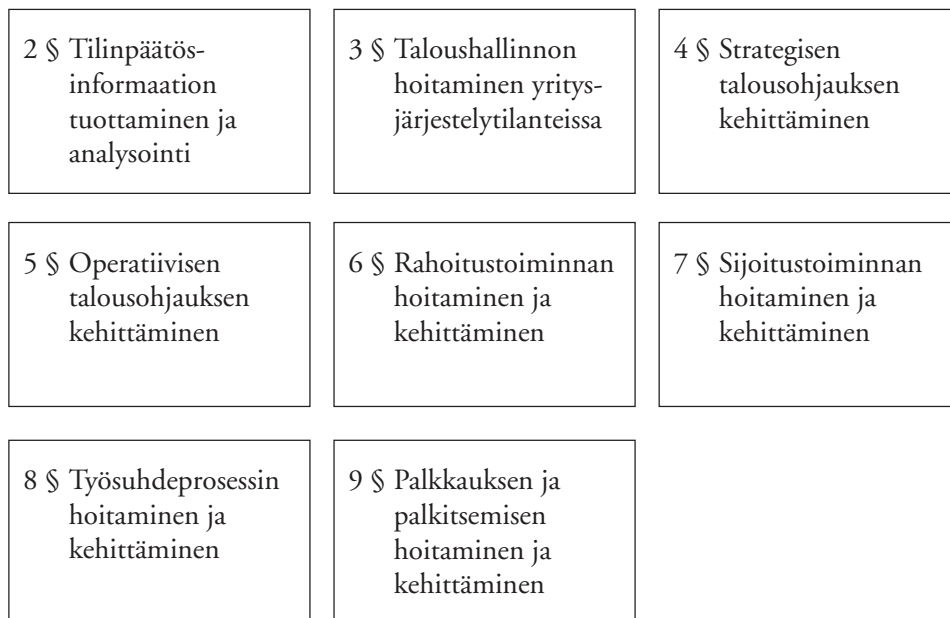 2 § Tilinpäätös-
informaation
tuottaminen ja
analysointi
3 § Taloushallinnon
hoitaminen yritys-
järjestelytilanteissa
4 § Strategisen
talousohjauksen
kehittäminen
5 § Operatiivisen
talousohjauksen
kehittäminen
6 § Rahoitustoiminnan
hoitaminen ja
kehittäminen
7 § Sijoitustoiminnan
hoitaminen ja
kehittäminen
8 § Työsuhdeprosessin
hoitaminen ja
kehittäminen
9 § Palkkauksen ja
palkitsemisen
hoitaminen ja
kehittäminen